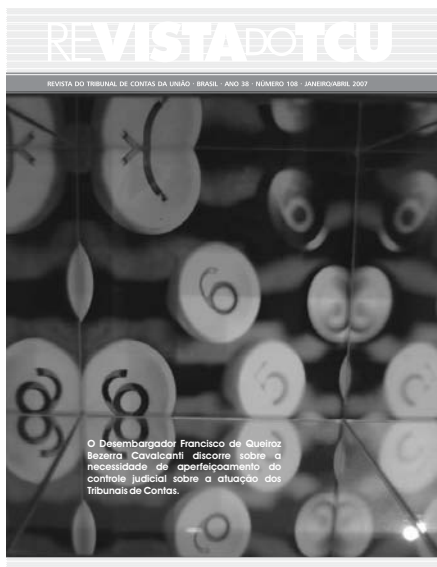 REVISTADOTCU
REVISTA DO TRIBUNAL DE CONTAS DA UNIÃO · BRASIL · ANO 38 · NÚMERO 108 · JANEIRO/ABRIL 2007
O Desembargador Francisco de Queiroz
Bezerra Cavalcanti discorre sobre a
necessidade de aperfeiçoamento do
controle judicial sobre a atuação dos
Tribunais de Contas.